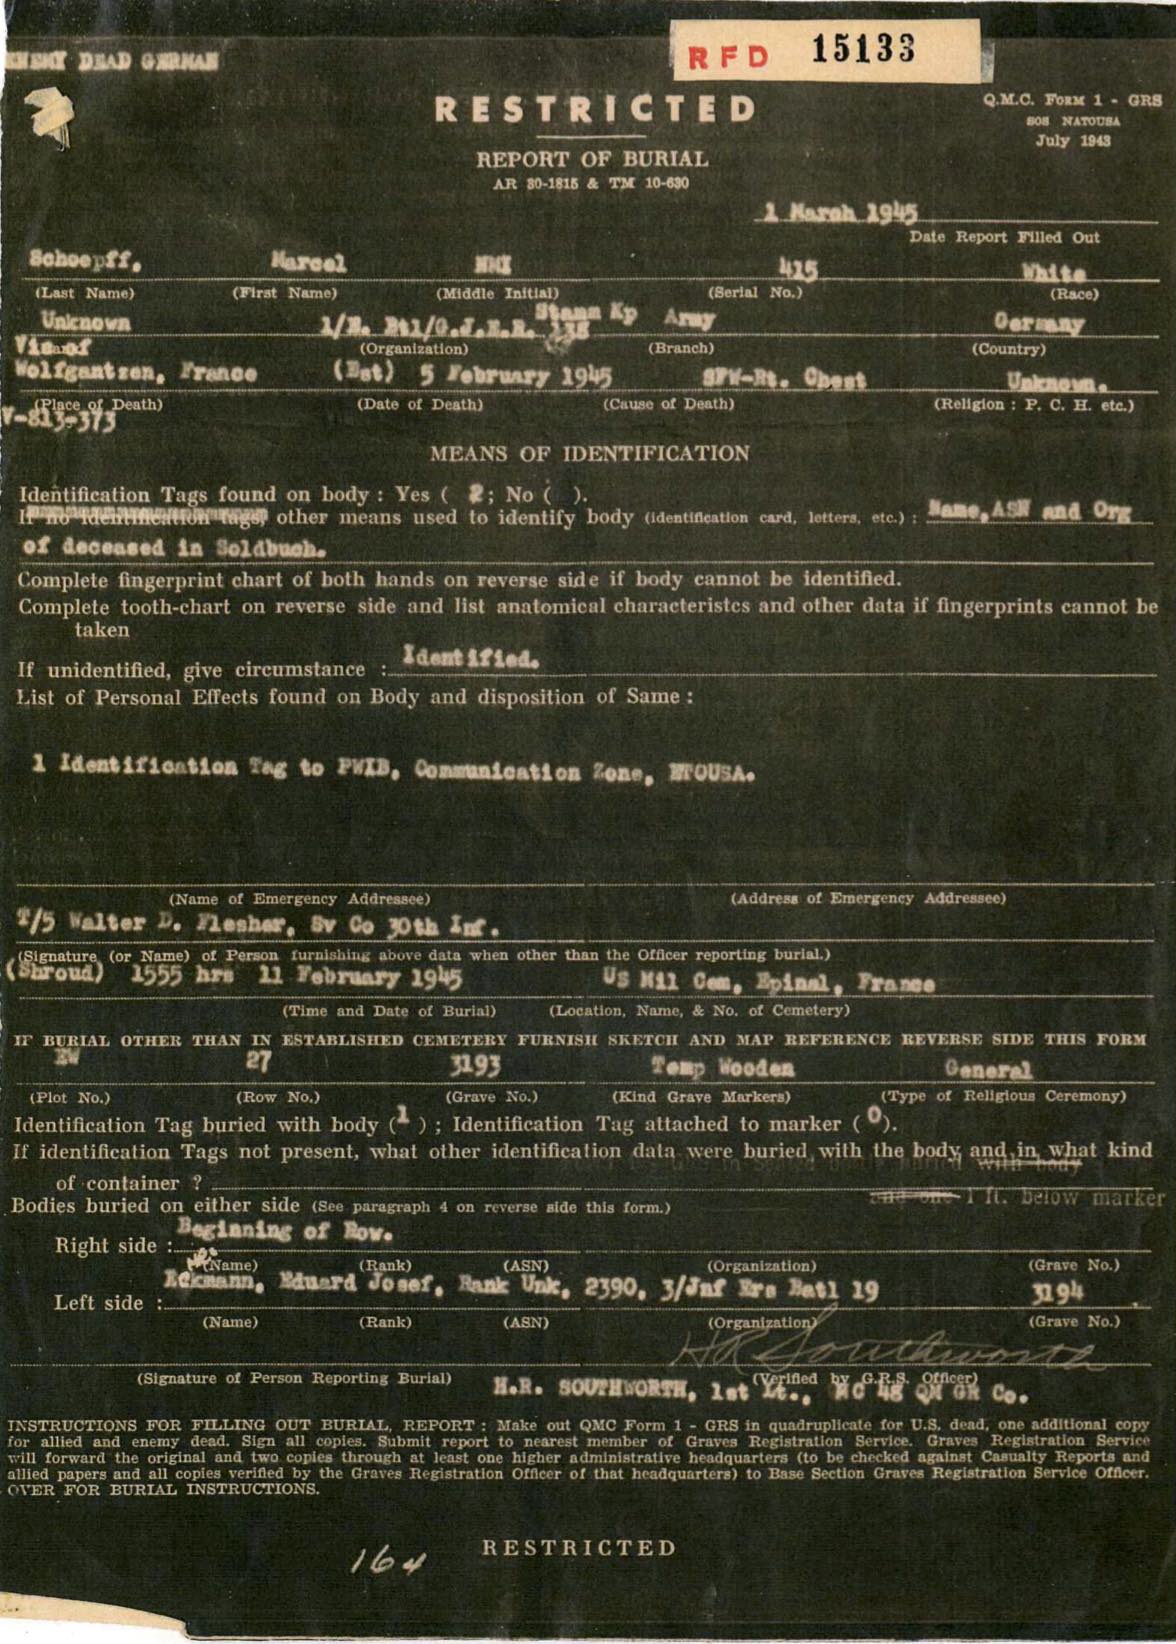 ENEMY DEAD GERMAN
RFD 15133
RESTRICTED
Q.M.C. FORM 1 - GRS
SOS NATOUSA
July 1943
REPORT OF BURIAL
AR 30-1815 & TM 10-630
1 March 1945
Date Report Filled Out
Schoepff, Marcel NMI 415 White
(Last Name) (First Name) (Middle Initial) (Serial No.) (Race)
Stamm Kp
Unknown 1/E. Btl/G.J.E.R. 138 Army Germany
Vic of (Organization) (Branch) (Country)
Wolfgantzen, France (Est) 5 February 1945 SFW-Rt. Chest Unknown.
(Place of Death) (Date of Death) (Cause of Death) (Religion : P. C. H. etc.)
V-813-373
MEANS OF IDENTIFICATION
Identification Tags found on body : Yes ( 2; No ( ).
If no identification tags, other means used to identify body (identification card, letters, etc.) : Name, ASN and Org
of deceased in Soldbuch.
Complete fingerprint chart of both hands on reverse side if body cannot be identified.
Complete tooth-chart on reverse side and list anatomical characteristcs and other data if fingerprints cannot be
taken
If unidentified, give circumstance : Identified.
List of Personal Effects found on Body and disposition of Same :
1 Identification Tag to PWIB, Communication Zone, ETOUSA.
(Name of Emergency Addressee) (Address of Emergency Addressee)
T/5 Walter D. Flesher, Sv Co 30th Inf.
(Signature (or Name) of Person furnishing above data when other than the Officer reporting burial.)
(Shroud) 1555 hrs 11 February 1945 US Mil Cem, Epinal, France
(Time and Date of Burial) (Location, Name, & No. of Cemetery)
IF BURIAL OTHER THAN IN ESTABLISHED CEMETERY FURNISH SKETCH AND MAP REFERENCE REVERSE SIDE THIS FORM
EW 27 3193 Temp Wooden General
(Plot No.) (Row No.) (Grave No.) (Kind Grave Markers) (Type of Religious Ceremony)
Identification Tag buried with body (1 ) ; Identification Tag attached to marker ( 0).
If identification Tags not present, what other identification data were buried with the body and in what kind
of container ?
and one 1 ft. below marker
Bodies buried on either side (See paragraph 4 on reverse side this form.)
Right side : Beginning of Row.
(Name) (Rank) (ASN) (Organization) (Grave No.)
Eckmann, Eduard Josef, Rank Unk, 2390, 3/Jnf Ers Batl 19 3194
Left side :
(Name) (Rank) (ASN) (Organization) (Grave No.)
HR Southworth
(Signature of Person Reporting Burial) (Verified by G.R.S. Officer)
H.R. SOUTHWORTH, 1st Lt., MC 48 QM GR Co.
INSTRUCTIONS FOR FILLING OUT BURIAL, REPORT : Make out QMC Form 1 - GRS in quadruplicate for U.S. dead, one additional copy
for allied and enemy dead. Sign all copies. Submit report to nearest member of Graves Registration Service. Graves Registration Service
will forward the original and two copies through at least one higher administrative headquarters (to be checked against Casualty Reports and
allied papers and all copies verified by the Graves Registration Officer of that headquarters) to Base Section Graves Registration Service Officer.
OVER FOR BURIAL INSTRUCTIONS.
RESTRICTED
164